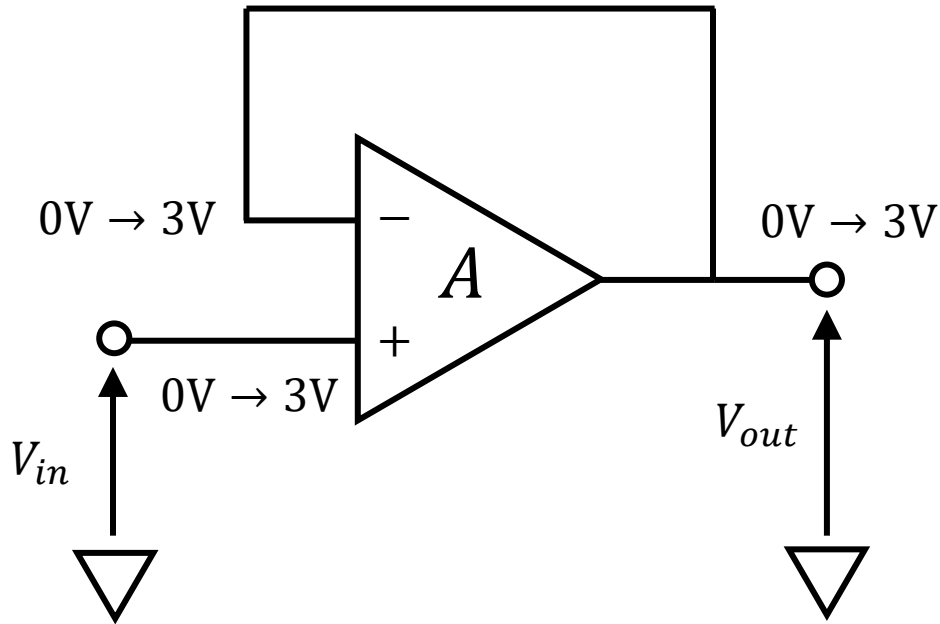 0V → 3V
−
0V → 3V
A
+
0V → 3V
V_in
V_out